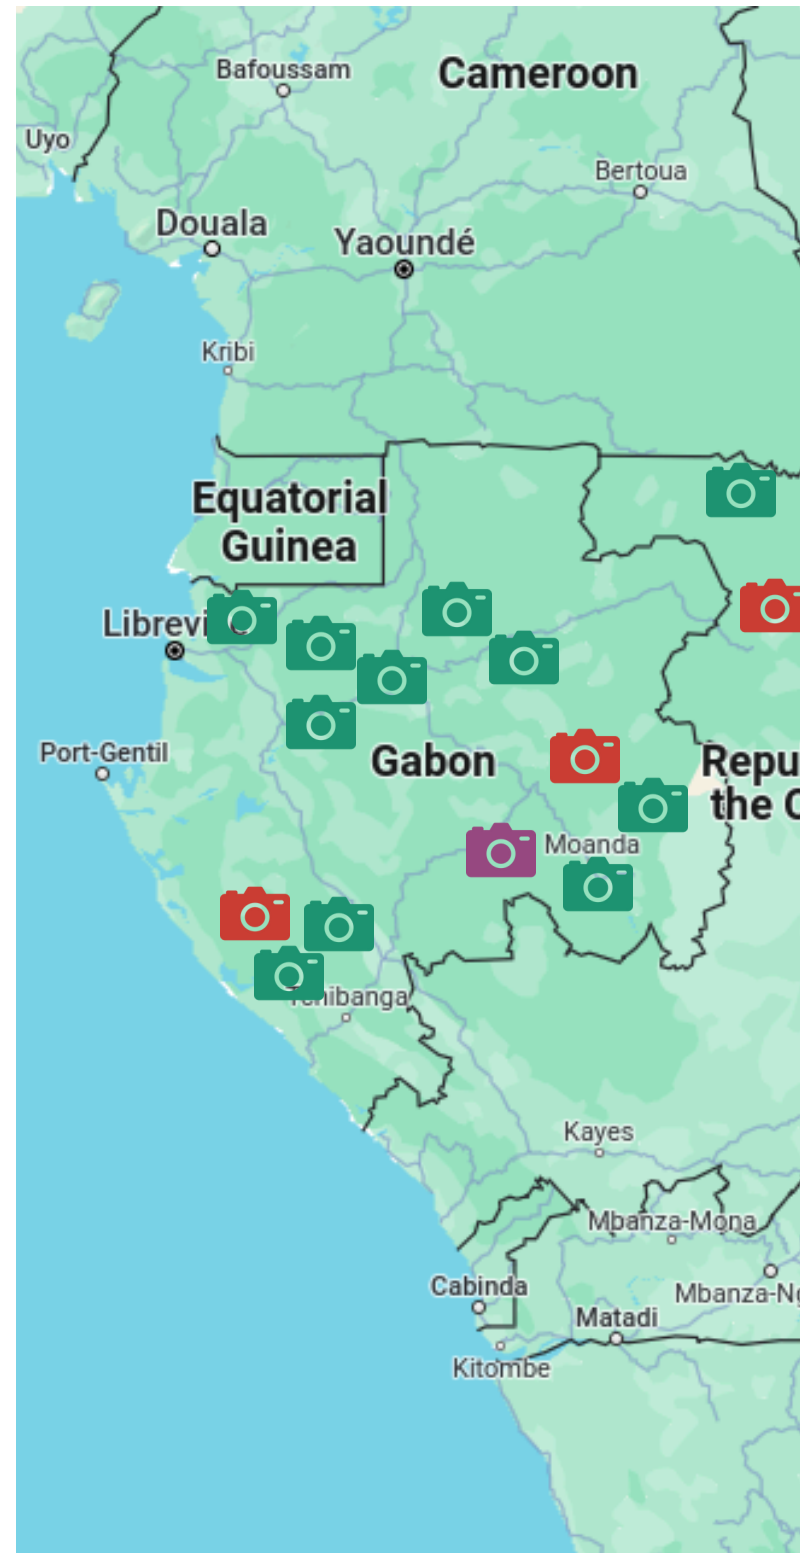 Bafoussam
Cameroon
Uyo
Bertoua
Douala
Yaoundé
Kribi
Equatorial
Guinea
Librevi
Port-Gentil
Gabon
Repu
the C
Moanda
Tchibanga
Kayes
Mbanza-Mona
Cabinda
Mbanza-Ng
Matadi
Kitombe